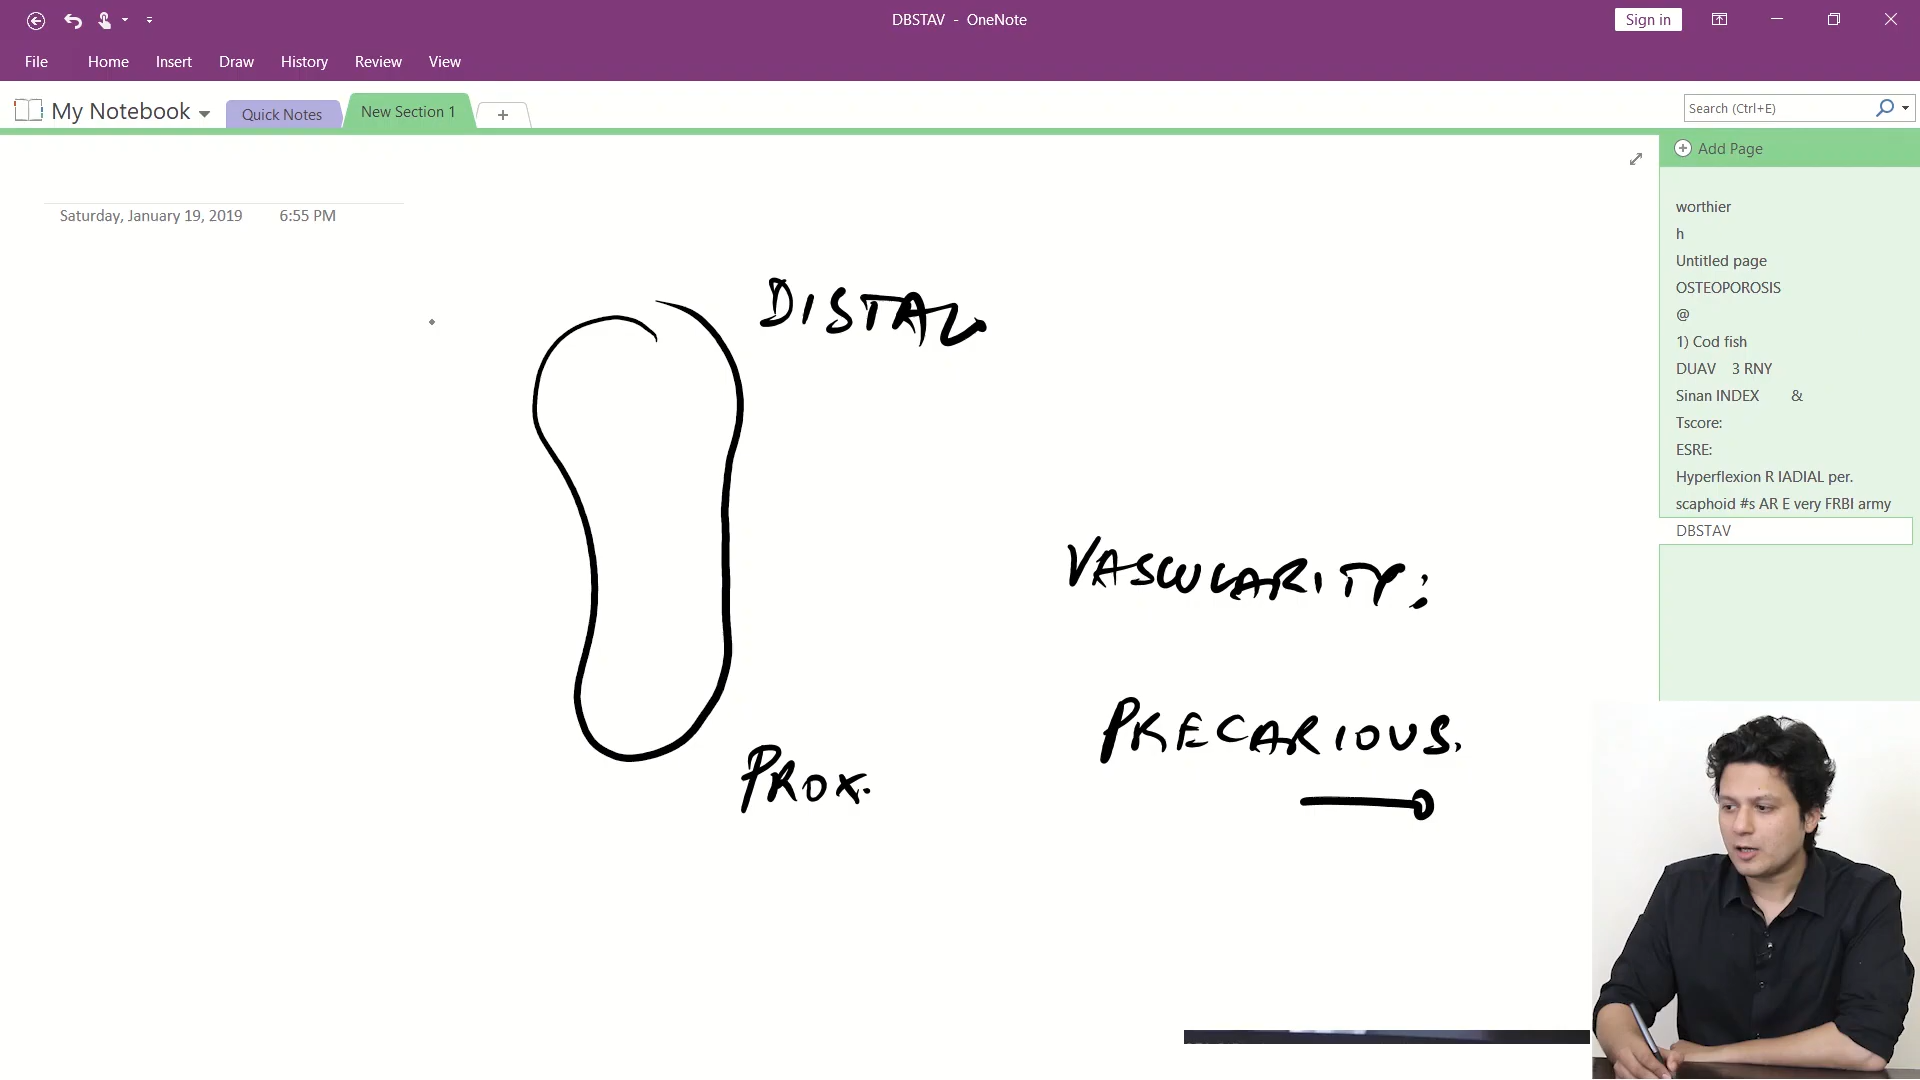 DBSTAV - OneNote
Sign in
File Home Insert Draw History Review View
My Notebook
Quick Notes
New Section 1
+
Search (Ctrl+E)
Add Page
Saturday, January 19, 2019 6:55 PM
worthier
h
Untitled page
OSTEOPOROSIS
@
1) Cod fish
DUAV 3 RNY
Sinan INDEX &
Tscore:
ESRE:
Hyperflexion R IADIAL per.
scaphoid #s AR E very FRBI army
DBSTAV
DISTAL
VASCULARITY:
PRECARIOUS.
PROX.